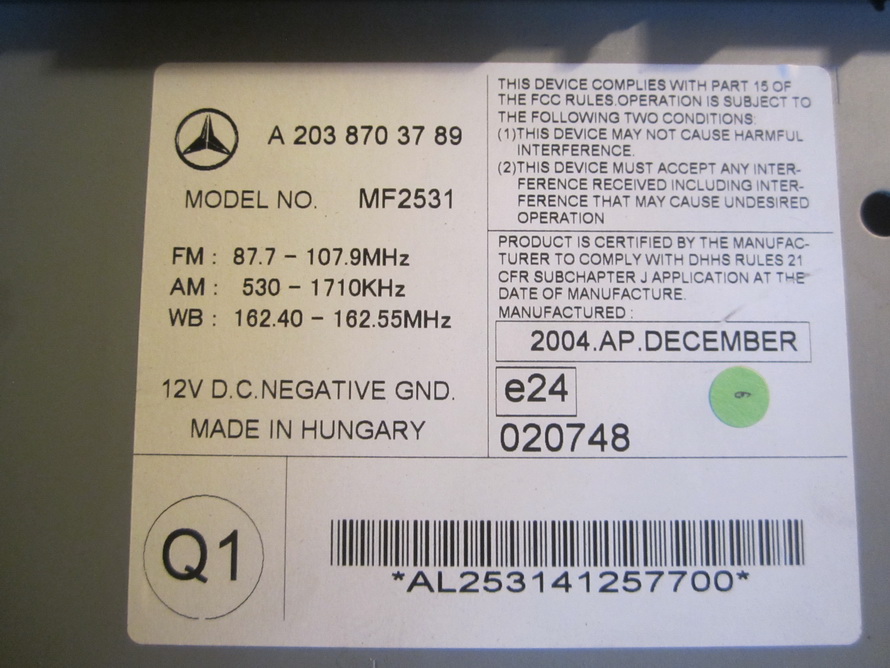 A 203 870 37 89
MODEL NO. MF2531
FM : 87.7 - 107.9MHz
AM : 530 - 1710KHz
WB : 162.40 - 162.55MHz
12V D.C.NEGATIVE GND.
MADE IN HUNGARY
THIS DEVICE COMPLIES WITH PART 15 OF
THE FCC RULES.OPERATION IS SUBJECT TO
THE FOLLOWING TWO CONDITIONS:
(1)THIS DEVICE MAY NOT CAUSE HARMFUL
INTERFERENCE.
(2)THIS DEVICE MUST ACCEPT ANY INTER-
FERENCE RECEIVED INCLUDING INTER-
FERENCE THAT MAY CAUSE UNDESIRED
OPERATION
PRODUCT IS CERTIFIED BY THE MANUFAC-
TURER TO COMPLY WITH DHHS RULES 21
CFR SUBCHAPTER J APPLICATION AT THE
DATE OF MANUFACTURE.
MANUFACTURED :
2004.AP.DECEMBER
e24
020748
Q1
*AL253141257700*